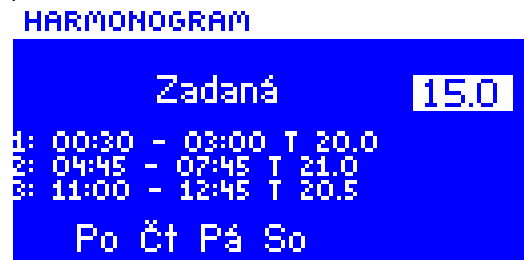 HARMONOGRAM
Zadaná 15.0
1: 00:30 - 03:00 T 20.0
2: 04:45 - 07:45 T 21.0
3: 11:00 - 12:45 T 20.5
Po Čt Pá So